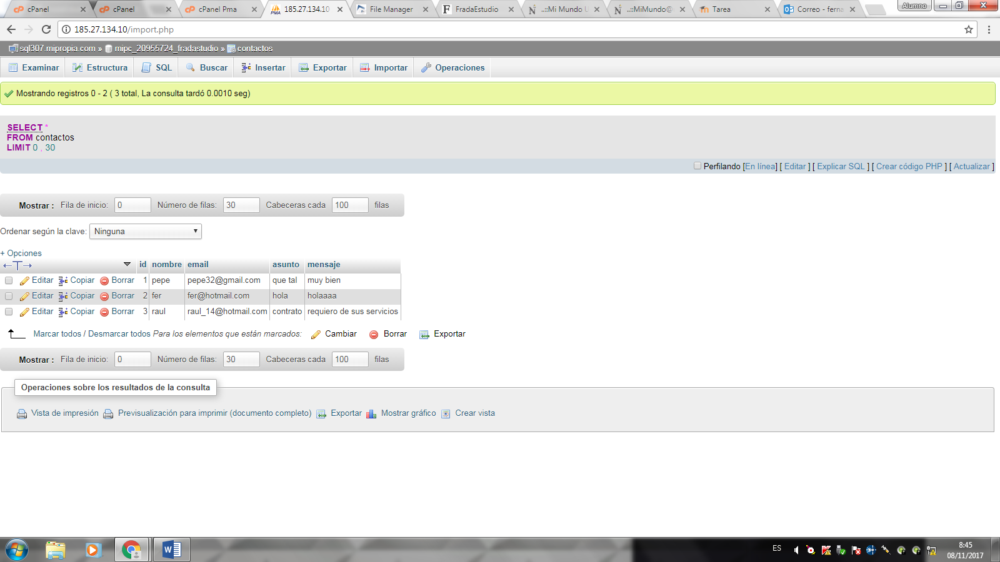 cPanel
cPanel
cPanel Pma
185.27.134.10
File Manager
FradaEstudio
..::Mi Mundo U
..::MiMundo@
Tarea
Correo - ferna
Alumno
185.27.134.10/import.php
sql307.mipropia.com » mipc_20955724_fradastudio » contactos
Examinar Estructura SQL Buscar Insertar Exportar Importar Operaciones
Mostrando registros 0 - 2 ( 3 total, La consulta tardó 0.0010 seg)
SELECT *
FROM contactos
LIMIT 0 , 30
Perfilando [En línea] [ Editar ] [ Explicar SQL ] [ Crear código PHP ] [ Actualizar ]
Mostrar : Fila de inicio: 0 Número de filas: 30 Cabeceras cada 100 filas
Ordenar según la clave: Ninguna
+ Opciones
←T→ id nombre email asunto mensaje
Editar Copiar Borrar 1 pepe pepe32@gmail.com que tal muy bien
Editar Copiar Borrar 2 fer fer@hotmail.com hola holaaaa
Editar Copiar Borrar 3 raul raul_14@hotmail.com contrato requiero de sus servicios
Marcar todos / Desmarcar todos Para los elementos que están marcados: Cambiar Borrar Exportar
Mostrar : Fila de inicio: 0 Número de filas: 30 Cabeceras cada 100 filas
Operaciones sobre los resultados de la consulta
Vista de impresión Previsualización para imprimir (documento completo) Exportar Mostrar gráfico Crear vista
ES
8:45
08/11/2017